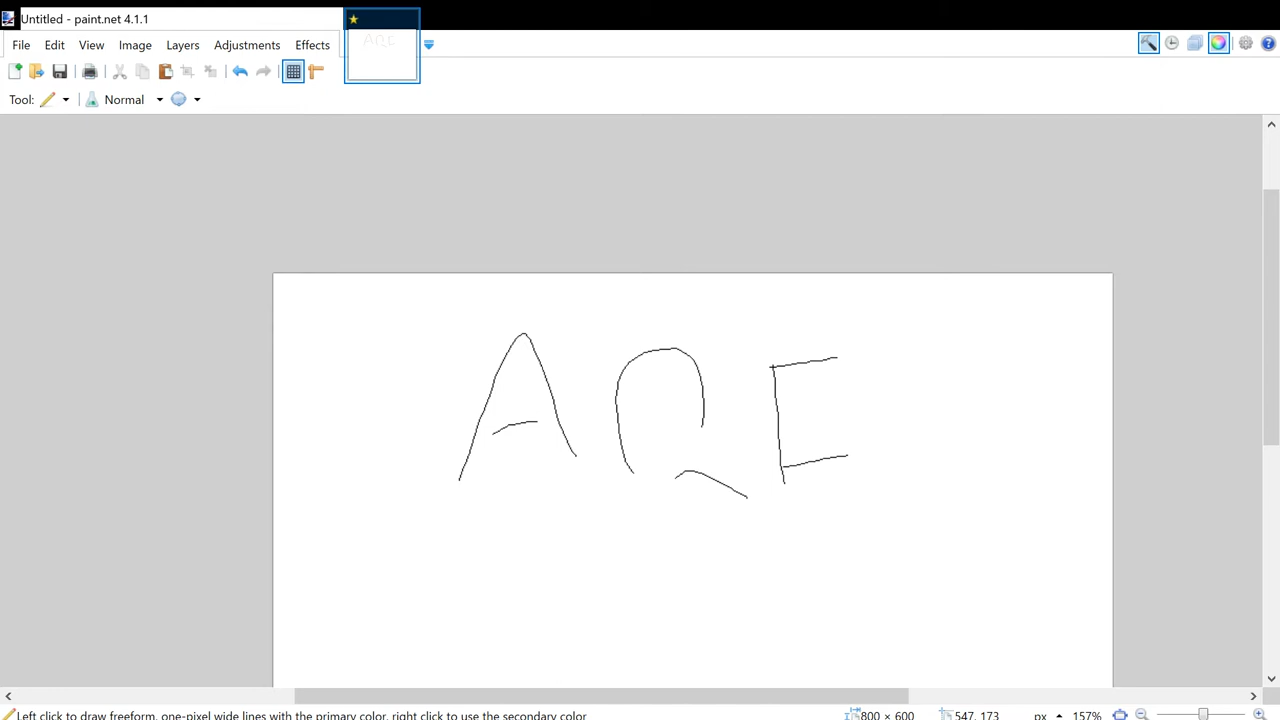 Untitled - paint.net 4.1.1
File Edit View Image Layers Adjustments Effects
Tool: Normal
AQE
Left click to draw freeform, one-pixel wide lines with the primary color, right click to use the secondary color 800 × 600 547, 173 px 157%